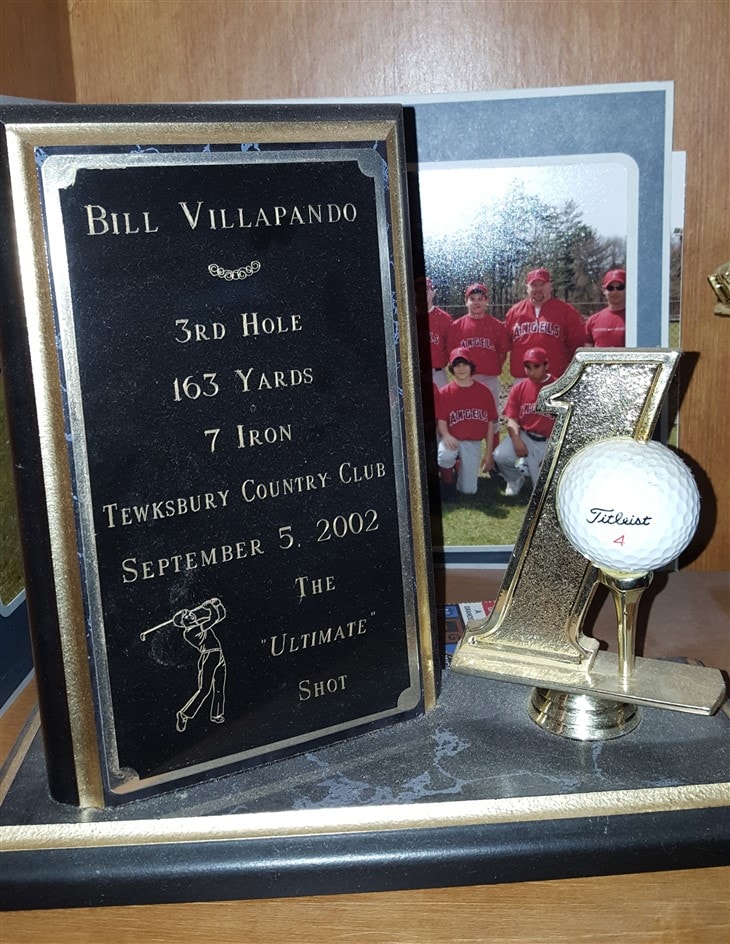 BILL VILLAPANDO
3RD HOLE
163 YARDS
7 IRON
TEWKSBURY COUNTRY CLUB
SEPTEMBER 5, 2002
THE
"ULTIMATE"
SHOT
ANGELS
ANGELS
1
Titleist
4